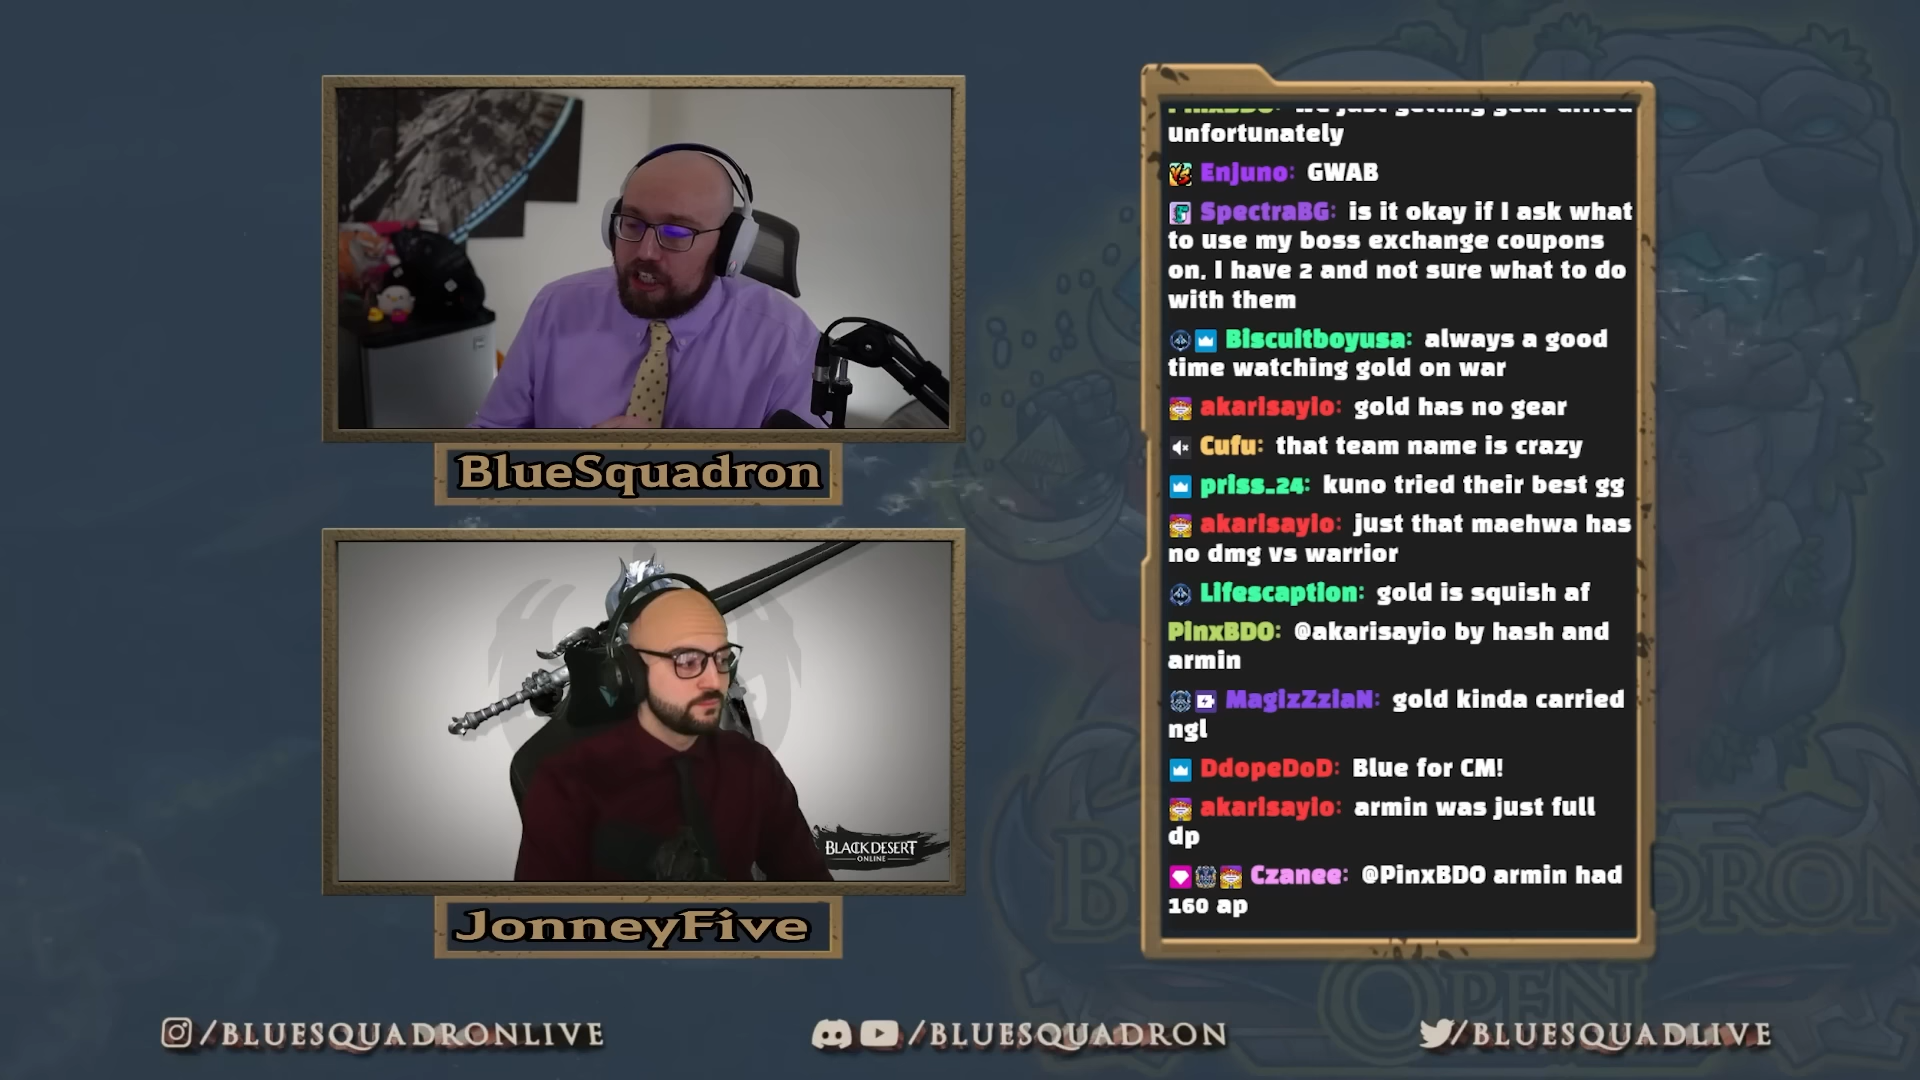 BlueSquadron
BLACK DESERT
ONLINE
JonneyFive
unfortunately
Enjuno: GWAB
SpectraBG: is it okay if I ask what
to use my boss exchange coupons
on, I have 2 and not sure what to do
with them
Biscuitboyusa: always a good
time watching gold on war
akarisayio: gold has no gear
Cufu: that team name is crazy
priss_24: kuno tried their best gg
akarisayio: just that maehwa has
no dmg vs warrior
Lifescaption: gold is squish af
PinxBDO: @akarisayio by hash and
armin
MagizZziaN: gold kinda carried
ngl
DdopeDoD: Blue for CM!
akarisayio: armin was just full
dp
Czanee: @PinxBDO armin had
160 ap
OPEN
/BLUESQUADRONLIVE
/BLUESQUADRON
/BLUESQUADLIVE